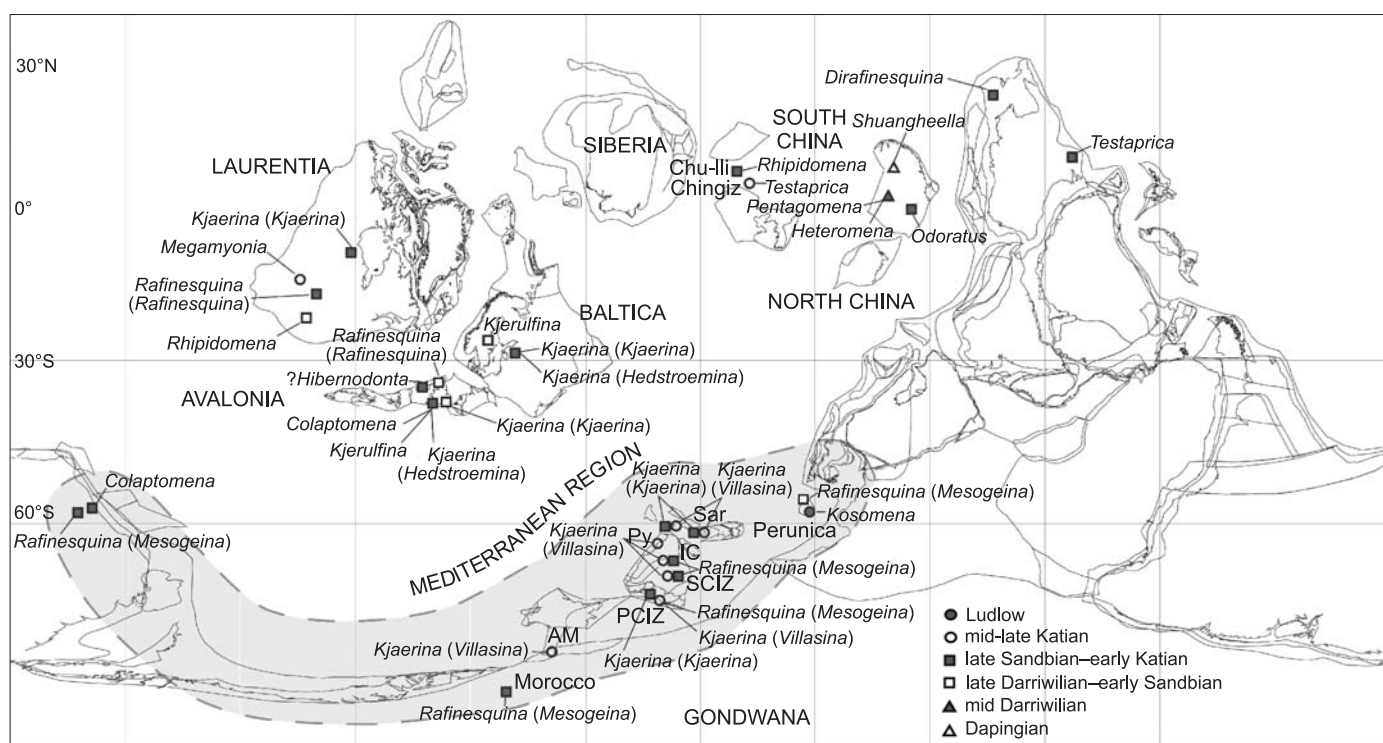 30°N
0°
30°S
60°S
LAURENTIA
Kjaerina (Kjaerina)
Megamyonia
Rafinesquina
(Rafinesquina)
Rhipidomena
SIBERIA
Chu-Ili
Chingiz
Rhipidomena
Testaprica
SOUTH
CHINA
Shuangheella
Pentagomena
Heteromena
Odoratus
NORTH CHINA
Dirafinesquina
Testaprica
BALTICA
Kjerulfina
Kjaerina (Kjaerina)
Kjaerina (Hedstroemina)
Rafinesquina
(Rafinesquina)
?Hibernodonta
AVALONIA
Colaptomena
Kjerulfina
Kjaerina
(Hedstroemina)
Kjaerina (Kjaerina)
MEDITERRANEAN REGION
Colaptomena
Rafinesquina (Mesogeina)
Kjaerina
(Kjaerina)
Kjaerina
(Villasina)
Sar
Perunica
Rafinesquina (Mesogeina)
Kosomena
Kjaerina
(Villasina)
Py
IC
Rafinesquina (Mesogeina)
SCIZ
PCIZ
Rafinesquina (Mesogeina)
Kjaerina (Villasina)
Kjaerina (Kjaerina)
AM
Kjaerina (Villasina)
Morocco
Rafinesquina (Mesogeina)
GONDWANA
Ludlow
mid-late Katian
late Sandbian–early Katian
late Darriwilian–early Sandbian
mid Darriwilian
Dapingian